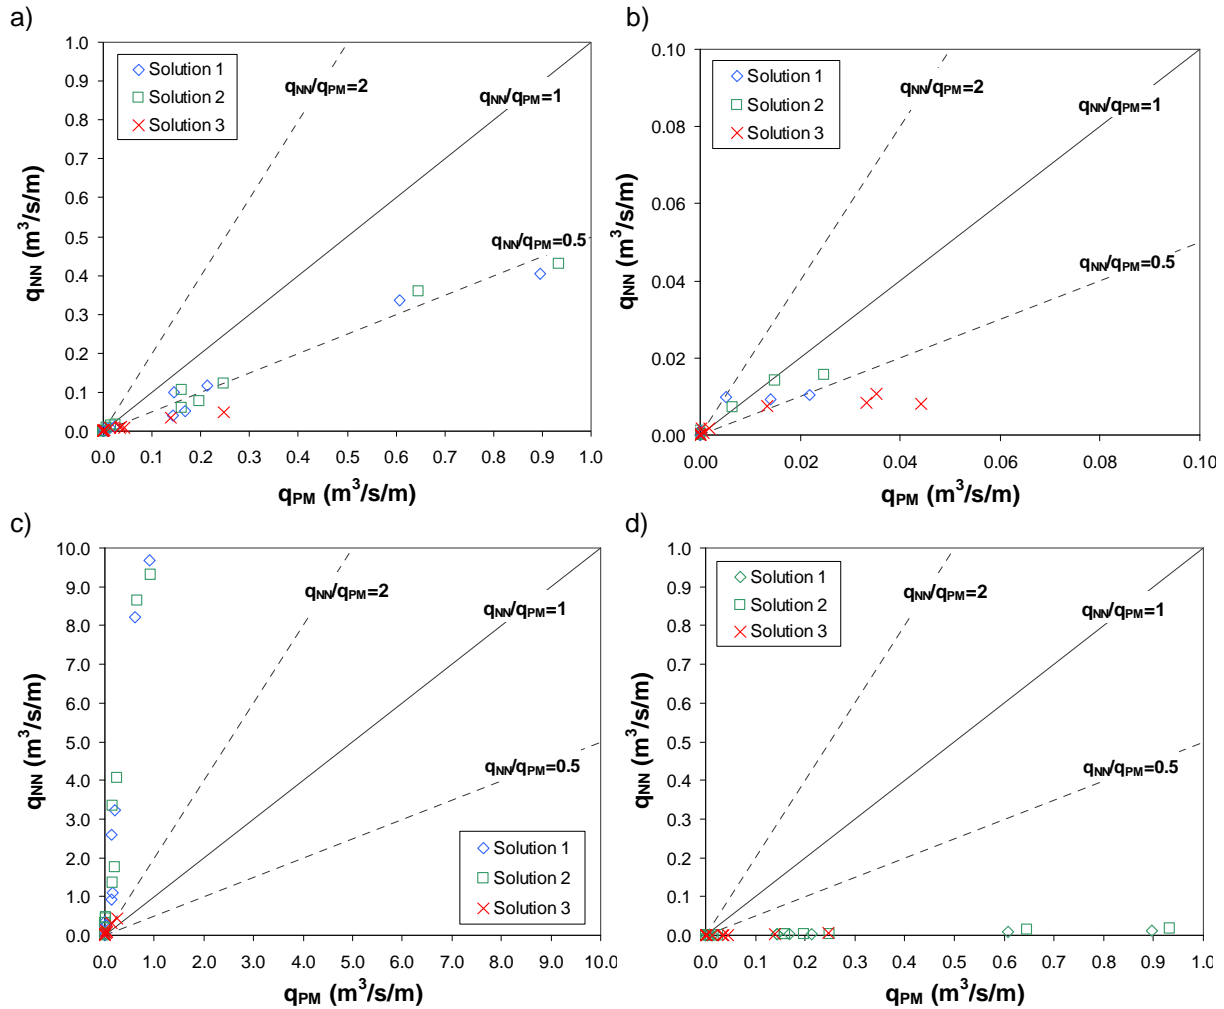 a)
1.0
0.9
0.8
0.7
0.6
0.5
0.4
0.3
0.2
0.1
0.0
qNN (m³/s/m)
Solution 1
Solution 2
Solution 3
qNN/qPM=2
qNN/qPM=1
qNN/qPM=0.5
0.0 0.1 0.2 0.3 0.4 0.5 0.6 0.7 0.8 0.9 1.0
qPM (m³/s/m)
b)
0.10
0.08
0.06
0.04
0.02
0.00
qNN (m³/s/m)
Solution 1
Solution 2
Solution 3
qNN/qPM=2
qNN/qPM=1
qNN/qPM=0.5
0.00 0.02 0.04 0.06 0.08 0.10
qPM (m³/s/m)
c)
10.0
9.0
8.0
7.0
6.0
5.0
4.0
3.0
2.0
1.0
0.0
qNN (m³/s/m)
qNN/qPM=2
qNN/qPM=1
qNN/qPM=0.5
Solution 1
Solution 2
Solution 3
0.0 1.0 2.0 3.0 4.0 5.0 6.0 7.0 8.0 9.0 10.0
qPM (m³/s/m)
d)
1.0
0.9
0.8
0.7
0.6
0.5
0.4
0.3
0.2
0.1
0.0
qNN (m³/s/m)
Solution 1
Solution 2
Solution 3
qNN/qPM=2
qNN/qPM=1
qNN/qPM=0.5
0.0 0.1 0.2 0.3 0.4 0.5 0.6 0.7 0.8 0.9 1.0
qPM (m³/s/m)